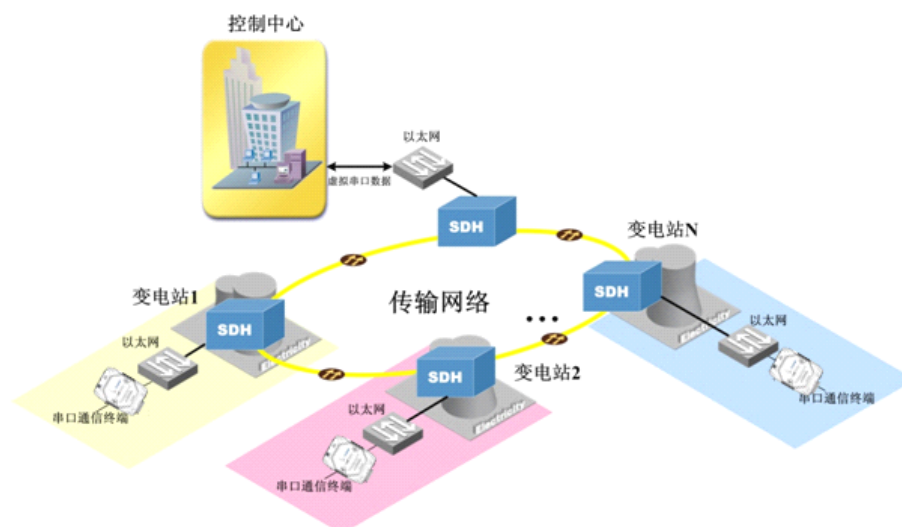 控制中心
以太网
虚拟串口数据
SDH
变电站N
SDH
变电站1
传输网络
...
SDH
Electricity
以太网
以太网
Electricity
SDH
变电站2
串口通信终端
以太网
Electricity
串口通信终端
串口通信终端